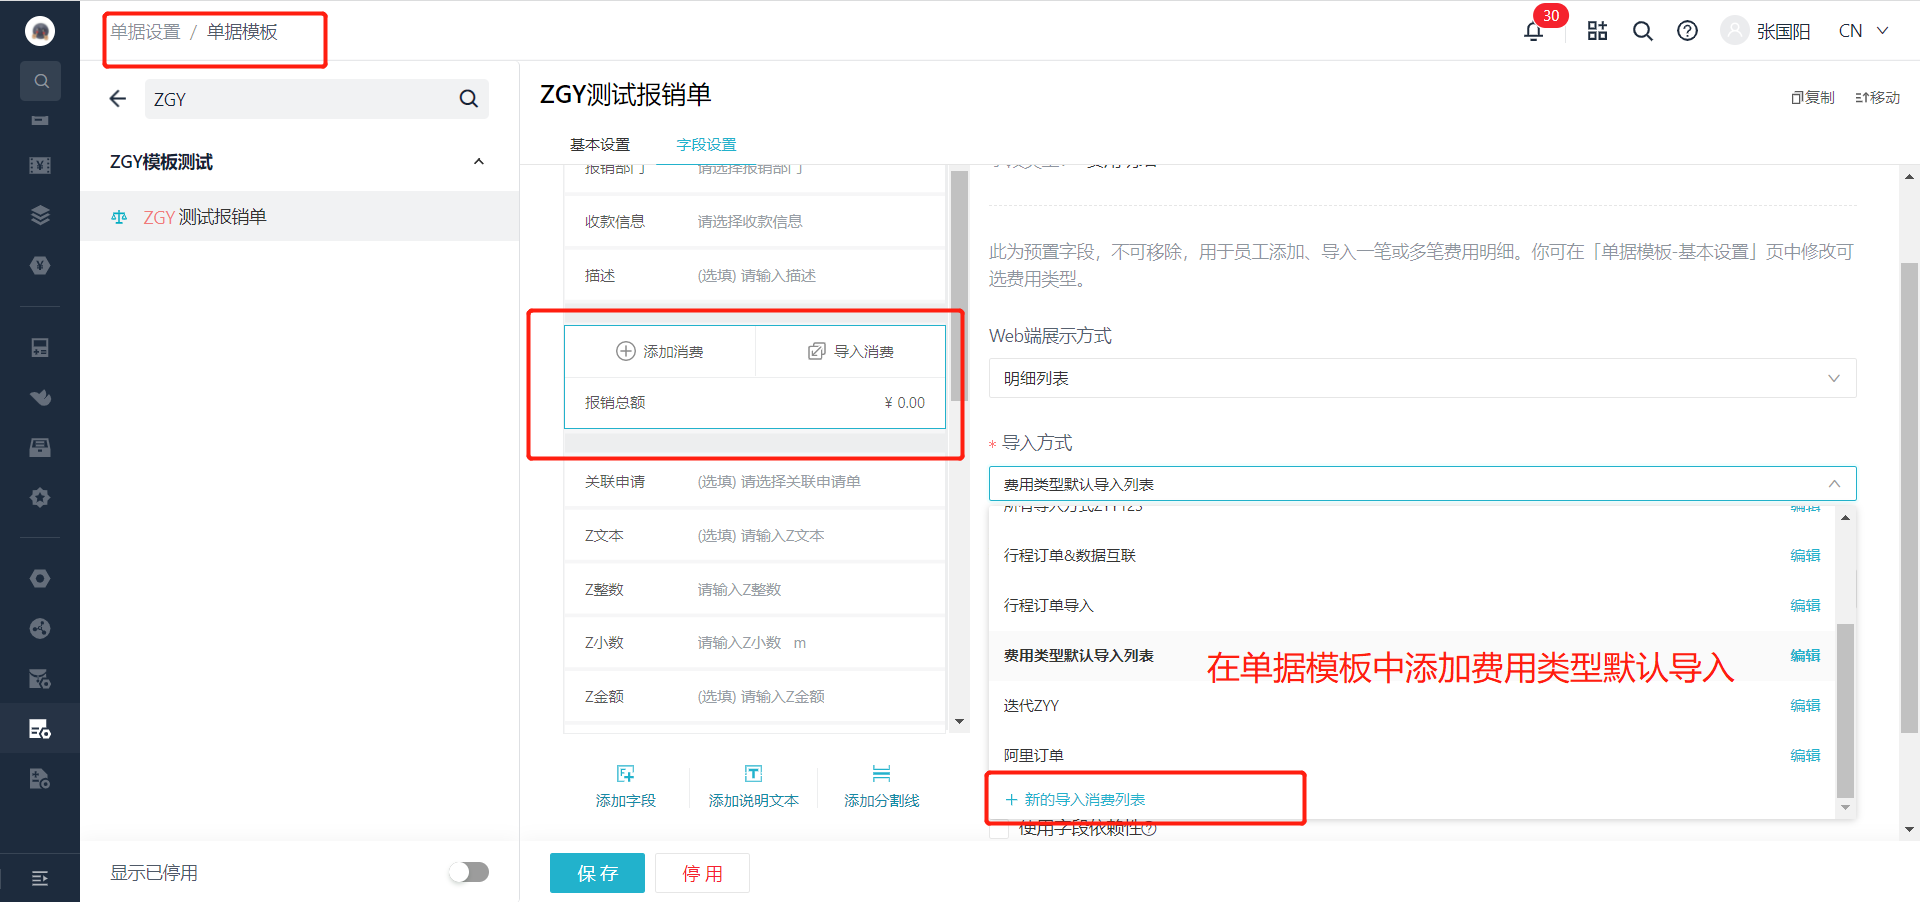 单据设置 / 单据模板
30
张国阳
CN
ZGY
ZGY模板测试
ZGY 测试报销单
显示已停用
ZGY测试报销单
复制
移动
基本设置
字段设置
报销部门 请选择报销部门
收款信息 请选择收款信息
描述 (选填) 请输入描述
添加消费
导入消费
报销总额 ¥ 0.00
关联申请 (选填) 请选择关联申请单
Z文本 (选填) 请输入Z文本
Z整数 请输入Z整数
Z小数 请输入Z小数 m
Z金额 (选填) 请输入Z金额
添加字段
添加说明文本
添加分割线
保存
停用
此为预置字段，不可移除，用于员工添加、导入一笔或多笔费用明细。你可在「单据模板-基本设置」页中修改可
选费用类型。
Web端展示方式
明细列表
* 导入方式
费用类型默认导入列表
所有导入方式ZYY123 编辑
行程订单&数据互联 编辑
行程订单导入 编辑
费用类型默认导入列表 编辑
在单据模板中添加费用类型默认导入
迭代ZYY 编辑
阿里订单 编辑
+ 新的导入消费列表
使用字段依赖性